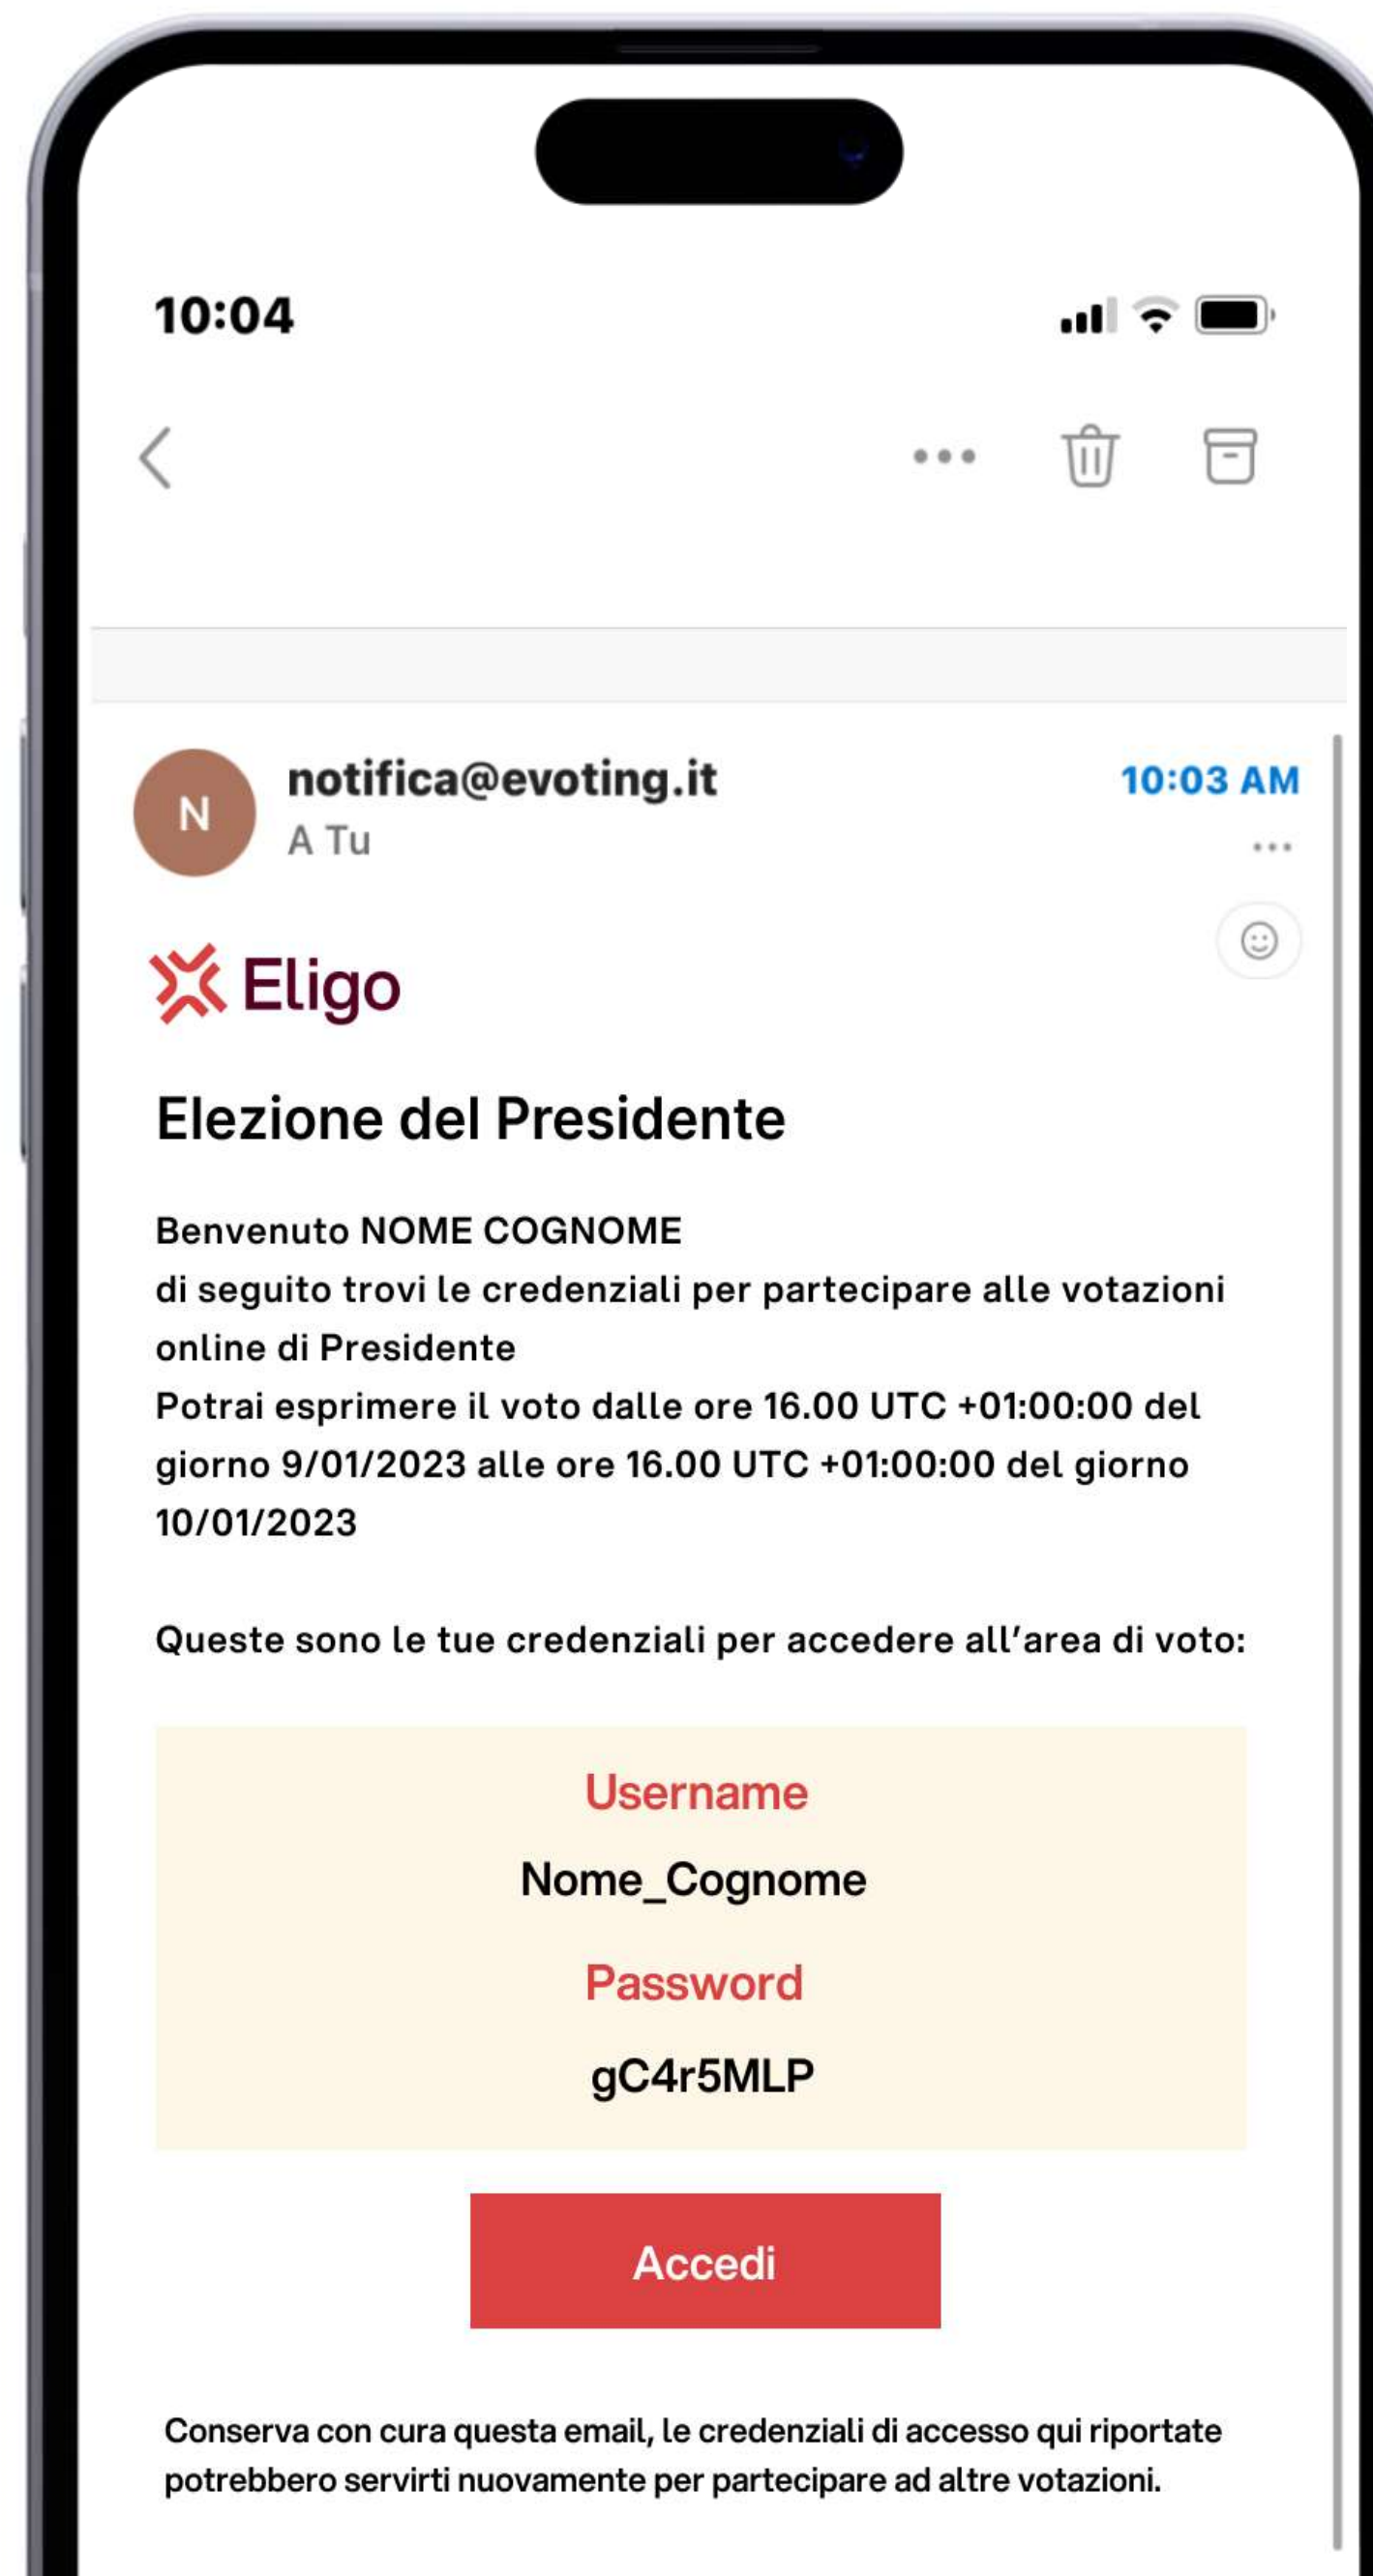 10:04
notifica@evoting.it
10:03 AM
N
A Tu
Eligo
Elezione del Presidente
Benvenuto NOME COGNOME
di seguito trovi le credenziali per partecipare alle votazioni
online di Presidente
Potrai esprimere il voto dalle ore 16.00 UTC +01:00:00 del
giorno 9/01/2023 alle ore 16.00 UTC +01:00:00 del giorno
10/01/2023
Queste sono le tue credenziali per accedere all’area di voto:
Username
Nome_Cognome
Password
gC4r5MLP
Accedi
Conserva con cura questa email, le credenziali di accesso qui riportate
potrebbero servirti nuovamente per partecipare ad altre votazioni.